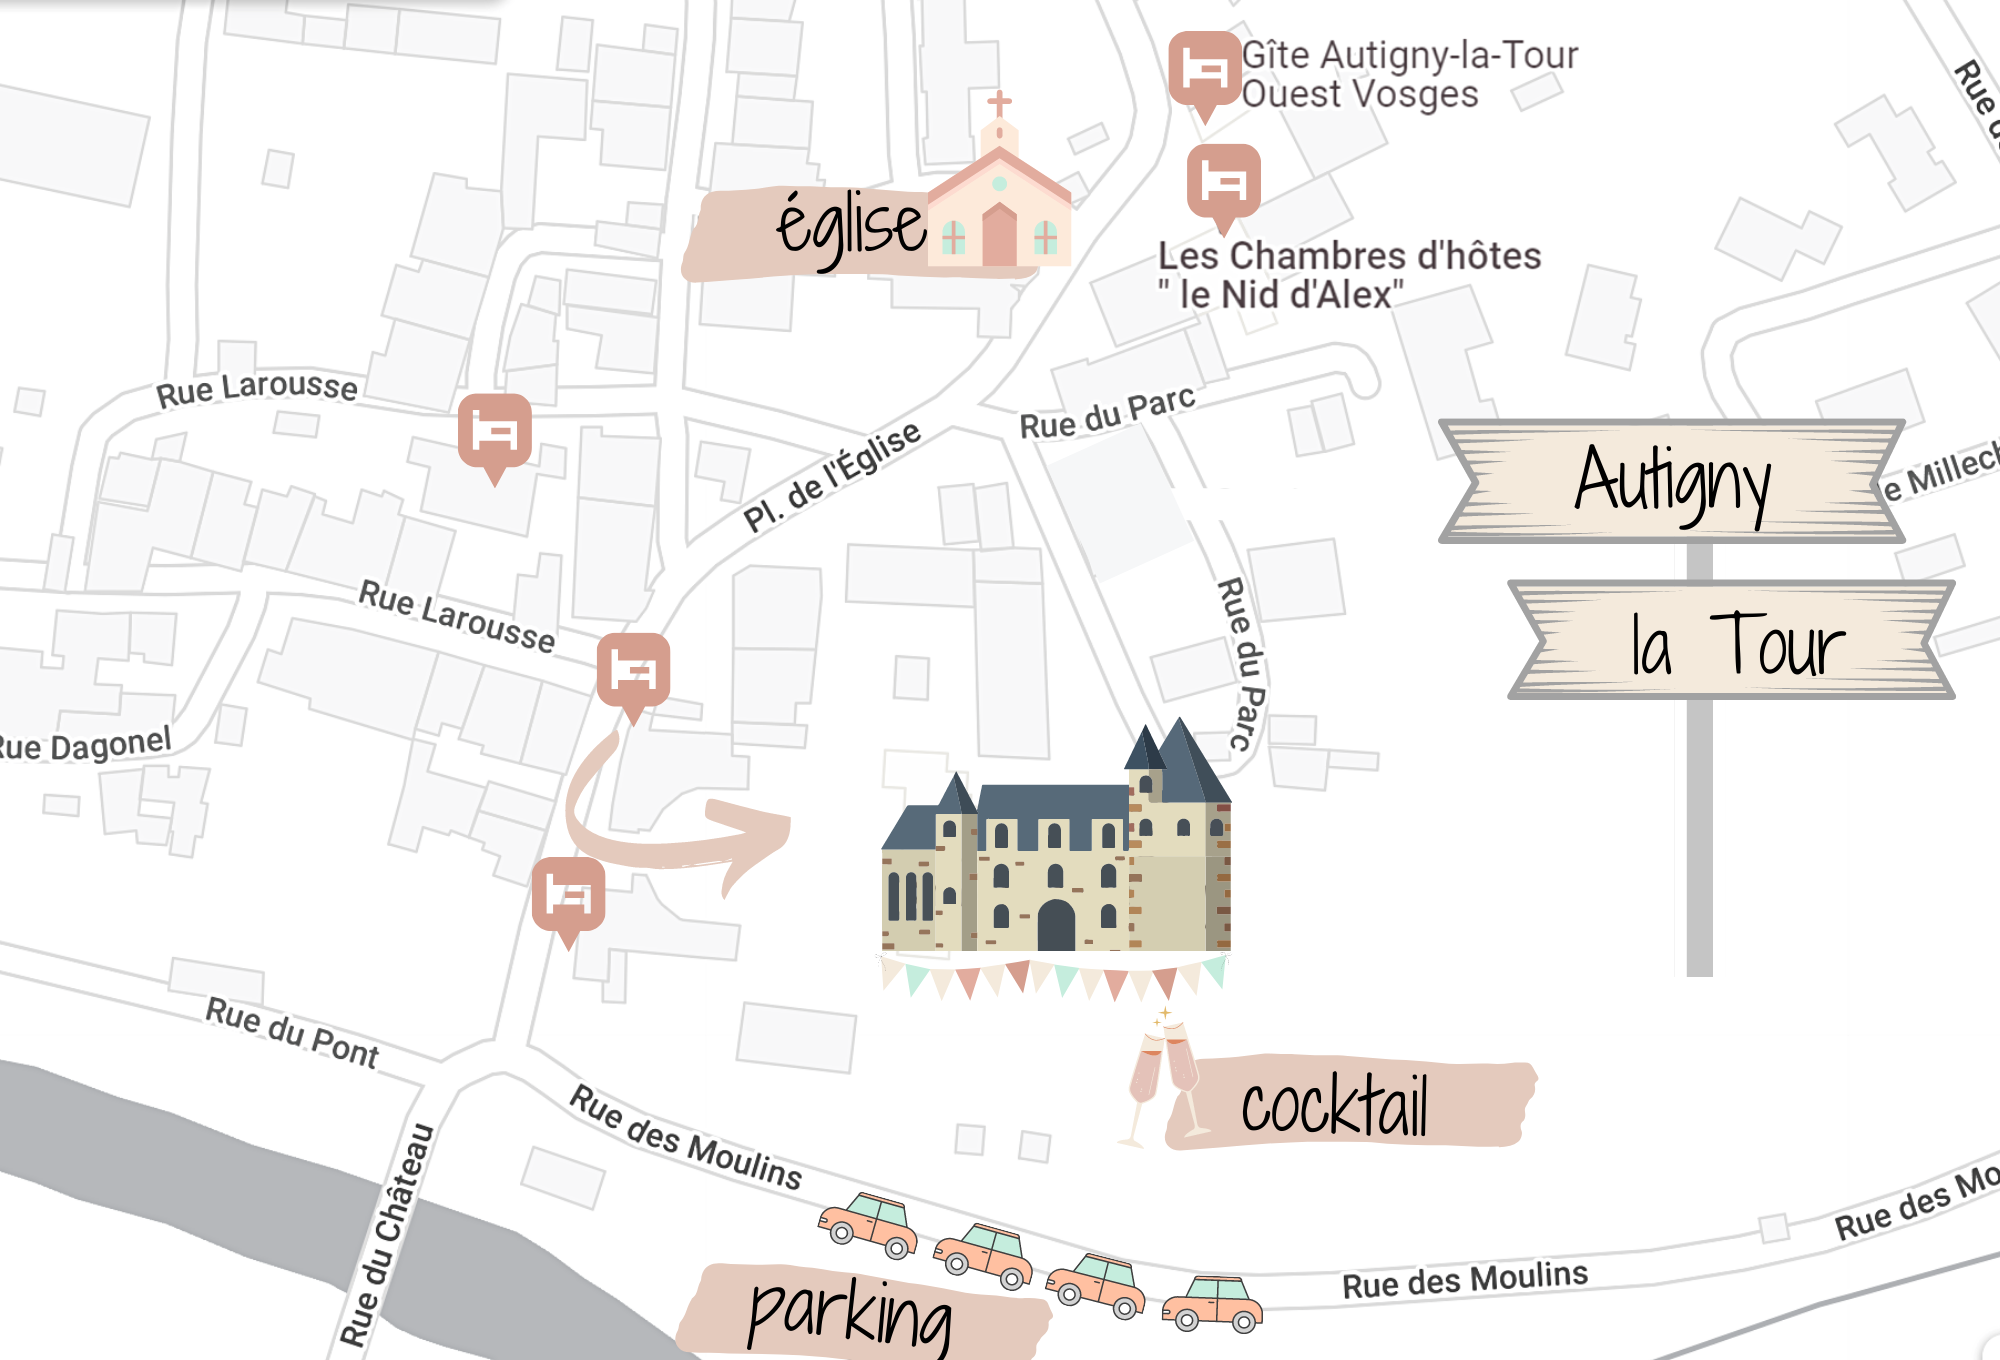 Gîte Autigny-la-Tour
Ouest Vosges
Rue d
église
Les Chambres d'hôtes
" le Nid d'Alex"
Rue Larousse
Rue du Parc
Pl. de l'Église
Autigny
e Millech
Rue Larousse
Rue du Parc
la Tour
Rue Dagonel
Rue du Pont
cocktail
Rue des Moulins
Rue du Château
Rue des Mo
Rue des Moulins
parking